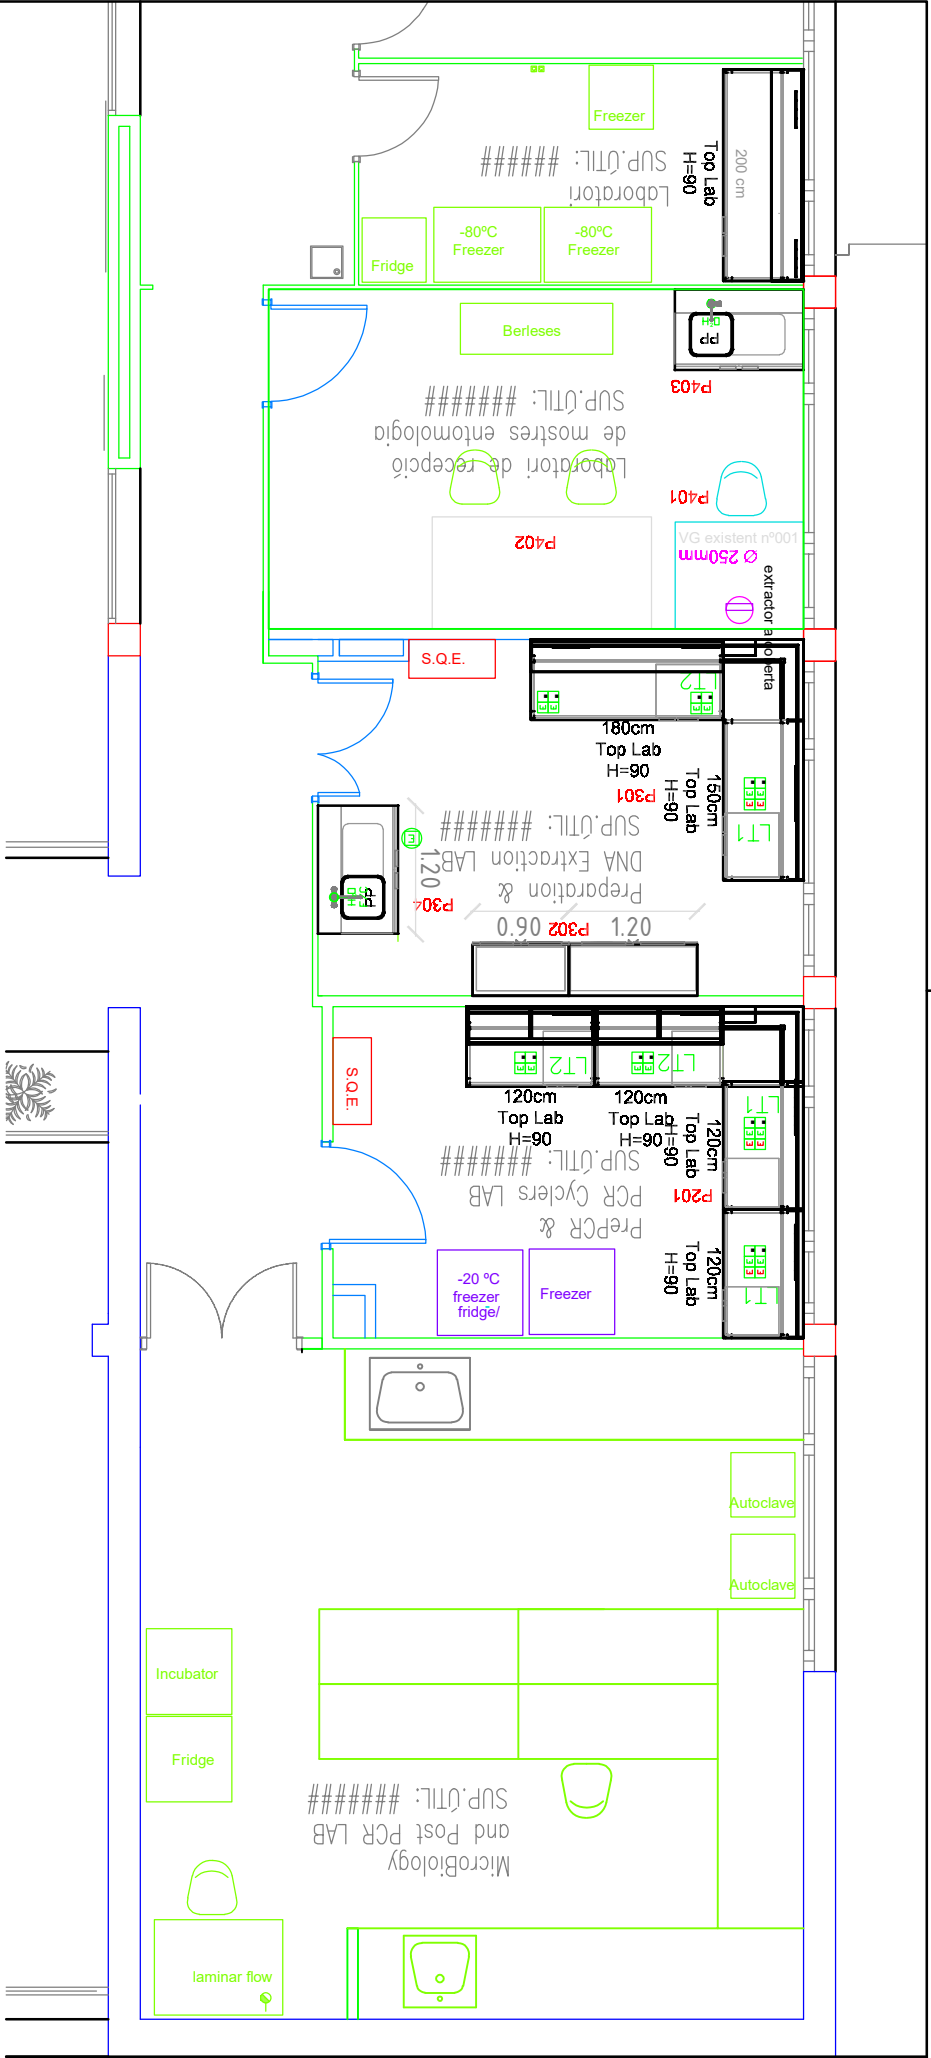 Freezer
SUP.ÚTIL: ######
Laboratori
Top Lab
H=90
200 cm
-80ºC
Freezer
-80ºC
Freezer
Fridge
Berleses
PP
P403
Laboratori de recepció
de mostres entomologia
SUP.ÚTIL: #######
P401
P402
VG existent nº001
Ø 250mm
extractor a coberta
S.Q.E.
LT2
180cm
Top Lab
H=90
P301
150cm
Top Lab
H=90
LT1
Preparation &
DNA Extraction LAB
SUP.ÚTIL: #######
1.20
PP
P304
0.90
P302
1.20
S.Q.E.
LT2
LT2
120cm
Top Lab
H=90
120cm
Top Lab
H=90
LT1
120cm
Top Lab
H=90
PrePCR &
PCR Cyclers LAB
SUP.ÚTIL: #######
P201
120cm
Top Lab
H=90
LT1
-20 ºC
freezer
fridge/
Freezer
Autoclave
Autoclave
Incubator
Fridge
MicroBiology
and Post PCR LAB
SUP.ÚTIL: #######
laminar flow